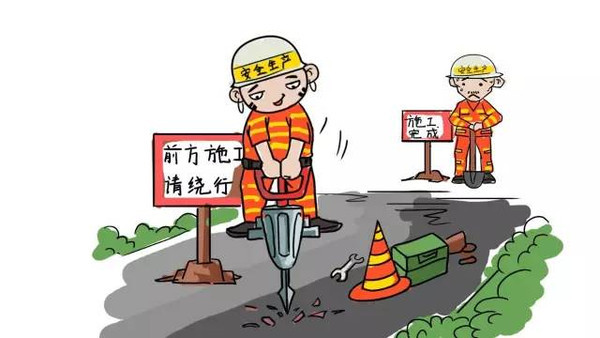 安全生产
安全生产
前方施工
请绕行
施工
完成